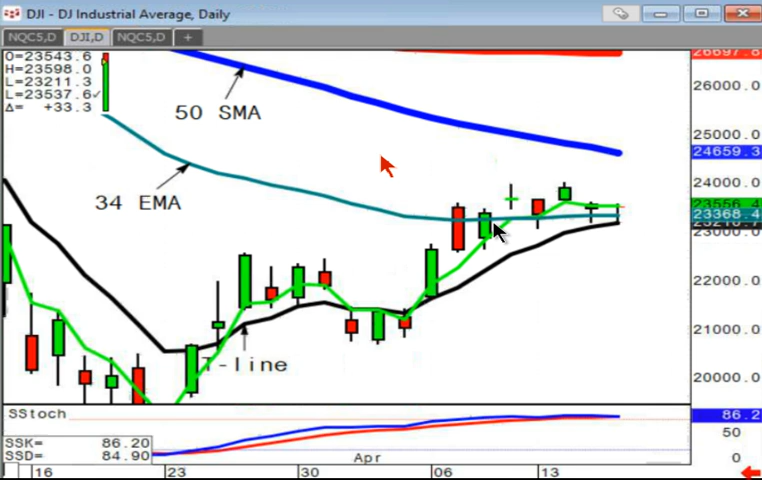 DJI - DJ Industrial Average, Daily
NQC5,D DJI,D NQC5,D +
O=23543.6
H=23598.0
L=23211.3
L=23537.6
Δ= +33.3
50 SMA
34 EMA
T-line
26697.8
26000.0
25000.0
24659.3
24000.0
23556.4
23368.4
23000.0
22000.0
21000.0
20000.0
SStoch
SSK= 86.20
SSD= 84.90
86.2
50
0
Apr
16 23 30 06 13